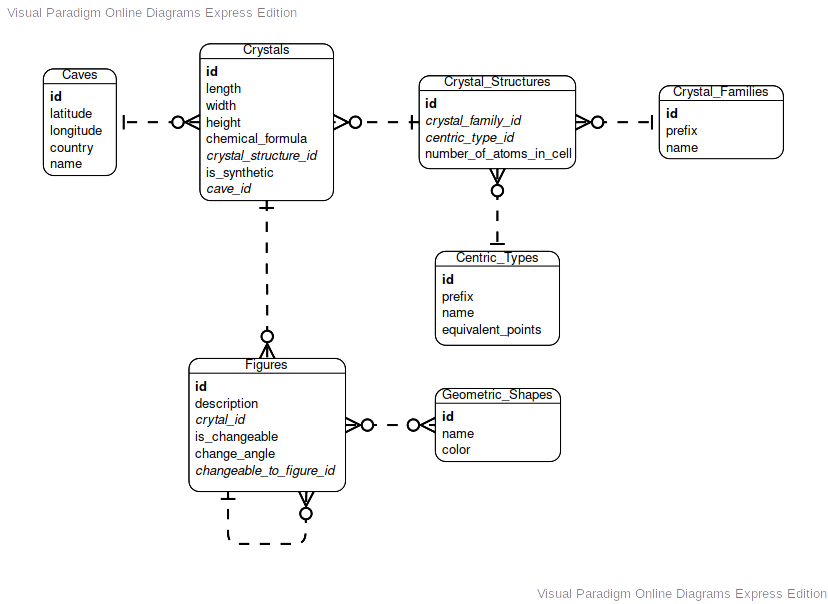 Visual Paradigm Online Diagrams Express Edition
Caves
id
latitude
longitude
country
name
Crystals
id
length
width
height
chemical_formula
crystal_structure_id
is_synthetic
cave_id
Crystal_Structures
id
crystal_family_id
centric_type_id
number_of_atoms_in_cell
Crystal_Families
id
prefix
name
Centric_Types
id
prefix
name
equivalent_points
Figures
id
description
crytal_id
is_changeable
change_angle
changeable_to_figure_id
Geometric_Shapes
id
name
color
Visual Paradigm Online Diagrams Express Edition